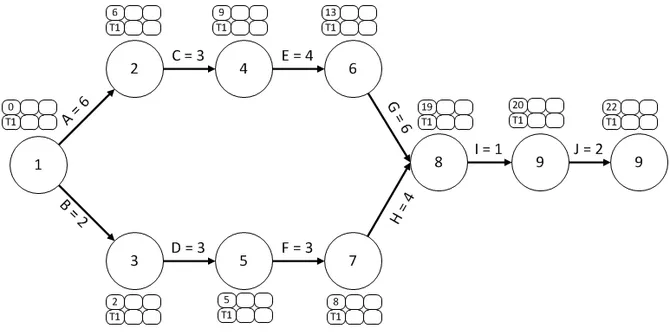 6
T1
9
T1
13
T1
C = 3
E = 4
2
4
6
0
T1
A = 6
G = 6
19
T1
20
T1
22
T1
1
8
I = 1
9
J = 2
9
B = 2
H = 4
D = 3
F = 3
3
5
7
2
T1
5
T1
8
T1